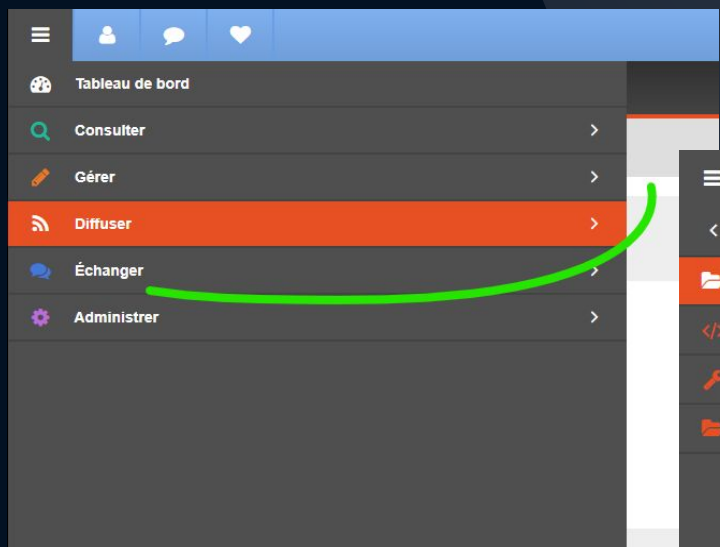 Tableau de bord
Consulter
Gérer
Diffuser
Échanger
Administrer